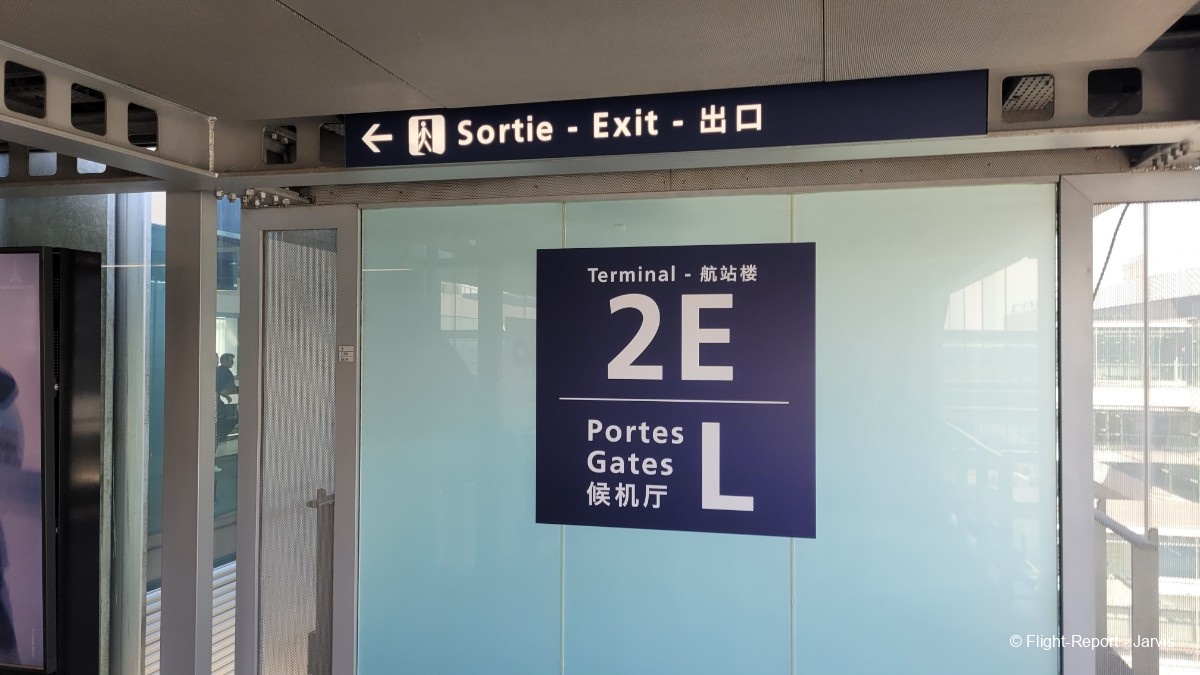 ← Sortie - Exit - 出口
Terminal - 航站楼
2E
Portes
Gates
候机厅
L
© Flight-Report - Jarvis